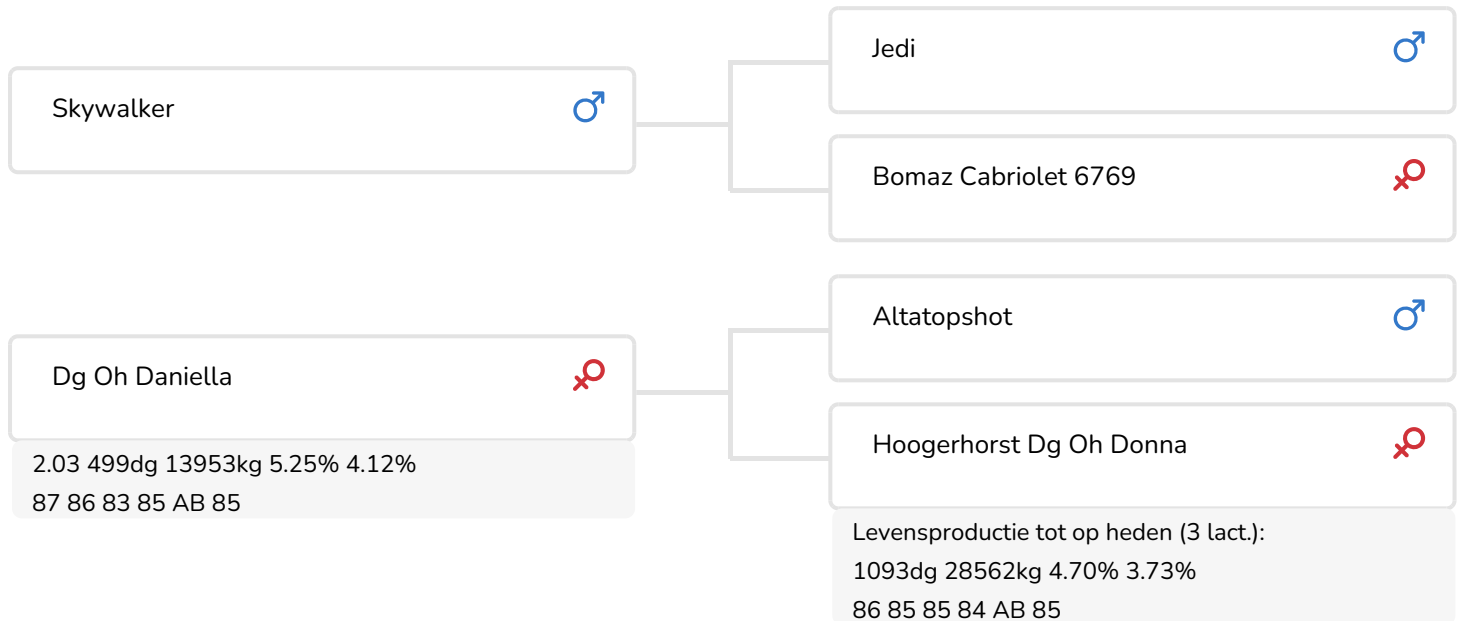 Skywalker
Jedi
Bomaz Cabriolet 6769
Dg Oh Daniella
2.03 499dg 13953kg 5.25% 4.12%
87 86 83 85 AB 85
Altatopshot
Hoogerhorst Dg Oh Donna
Levensproductie tot op heden (3 lact.):
1093dg 28562kg 4.70% 3.73%
86 85 85 84 AB 85